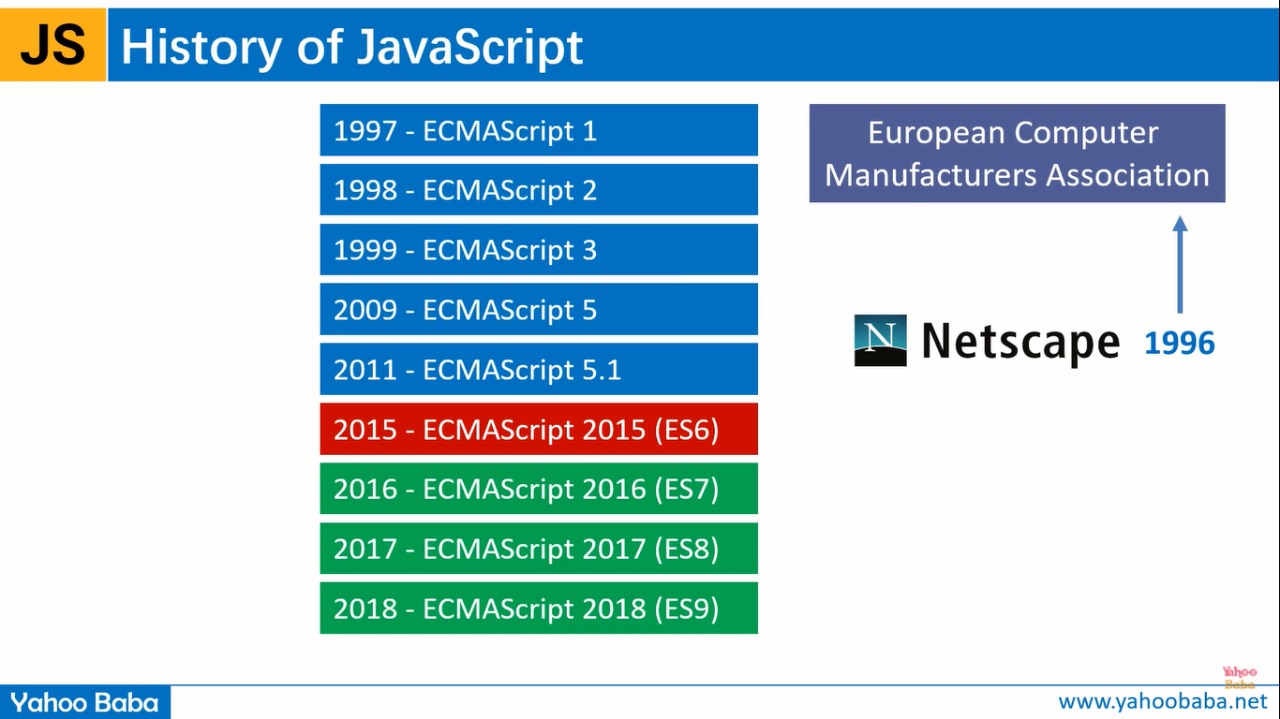 JS
History of JavaScript
1997 - ECMAScript 1
1998 - ECMAScript 2
1999 - ECMAScript 3
2009 - ECMAScript 5
2011 - ECMAScript 5.1
2015 - ECMAScript 2015 (ES6)
2016 - ECMAScript 2016 (ES7)
2017 - ECMAScript 2017 (ES8)
2018 - ECMAScript 2018 (ES9)
European Computer
Manufacturers Association
N Netscape 1996
Yahoo
Baba
Yahoo Baba
www.yahoobaba.net